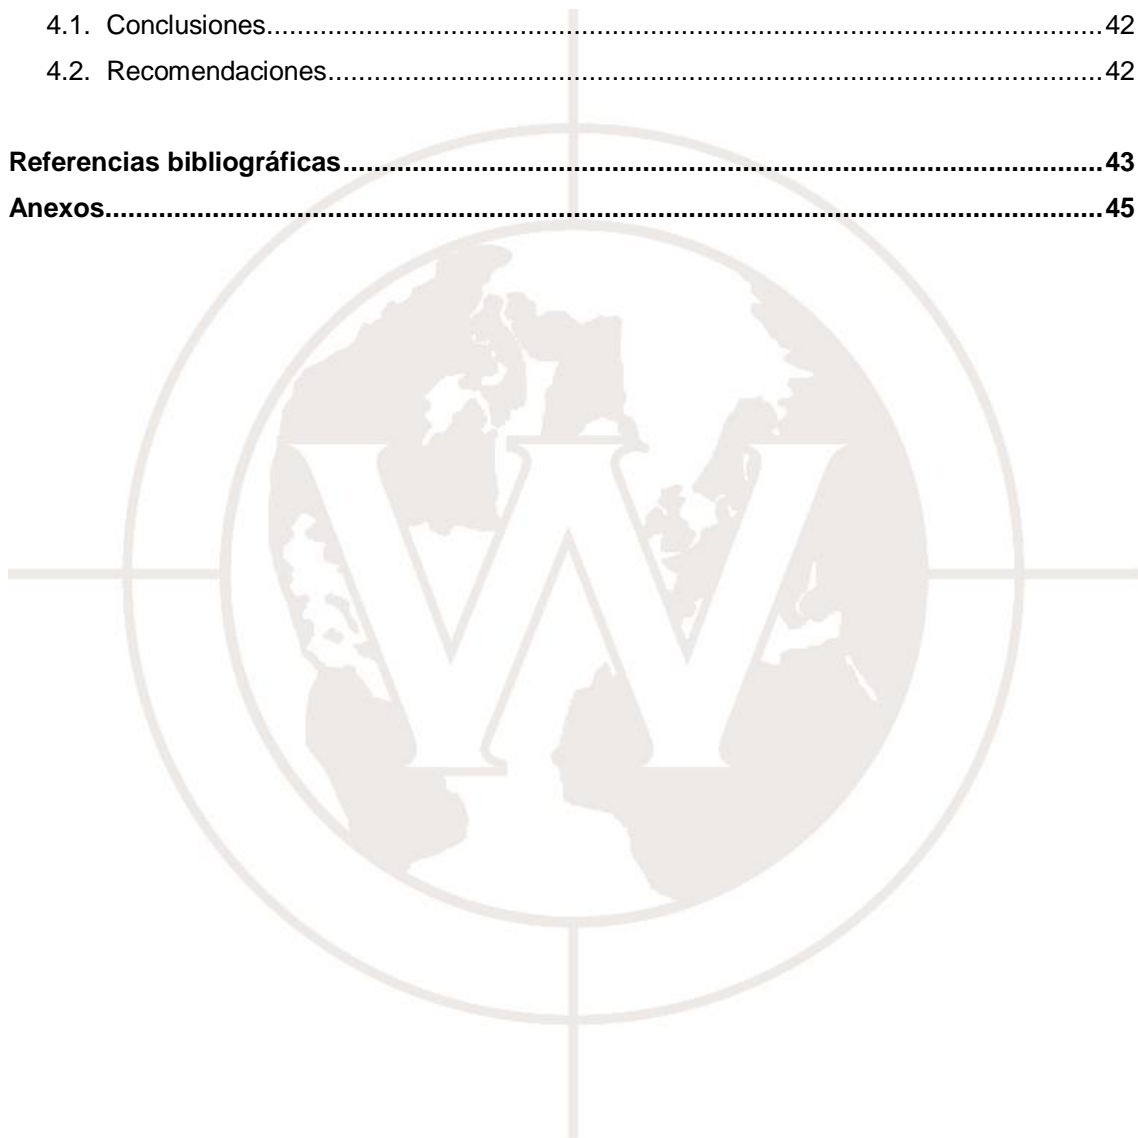 4.1. Conclusiones........................................................................................................42
4.2. Recomendaciones................................................................................................42
Referencias bibliográficas..........................................................................................43
Anexos........................................................................................................................45
W